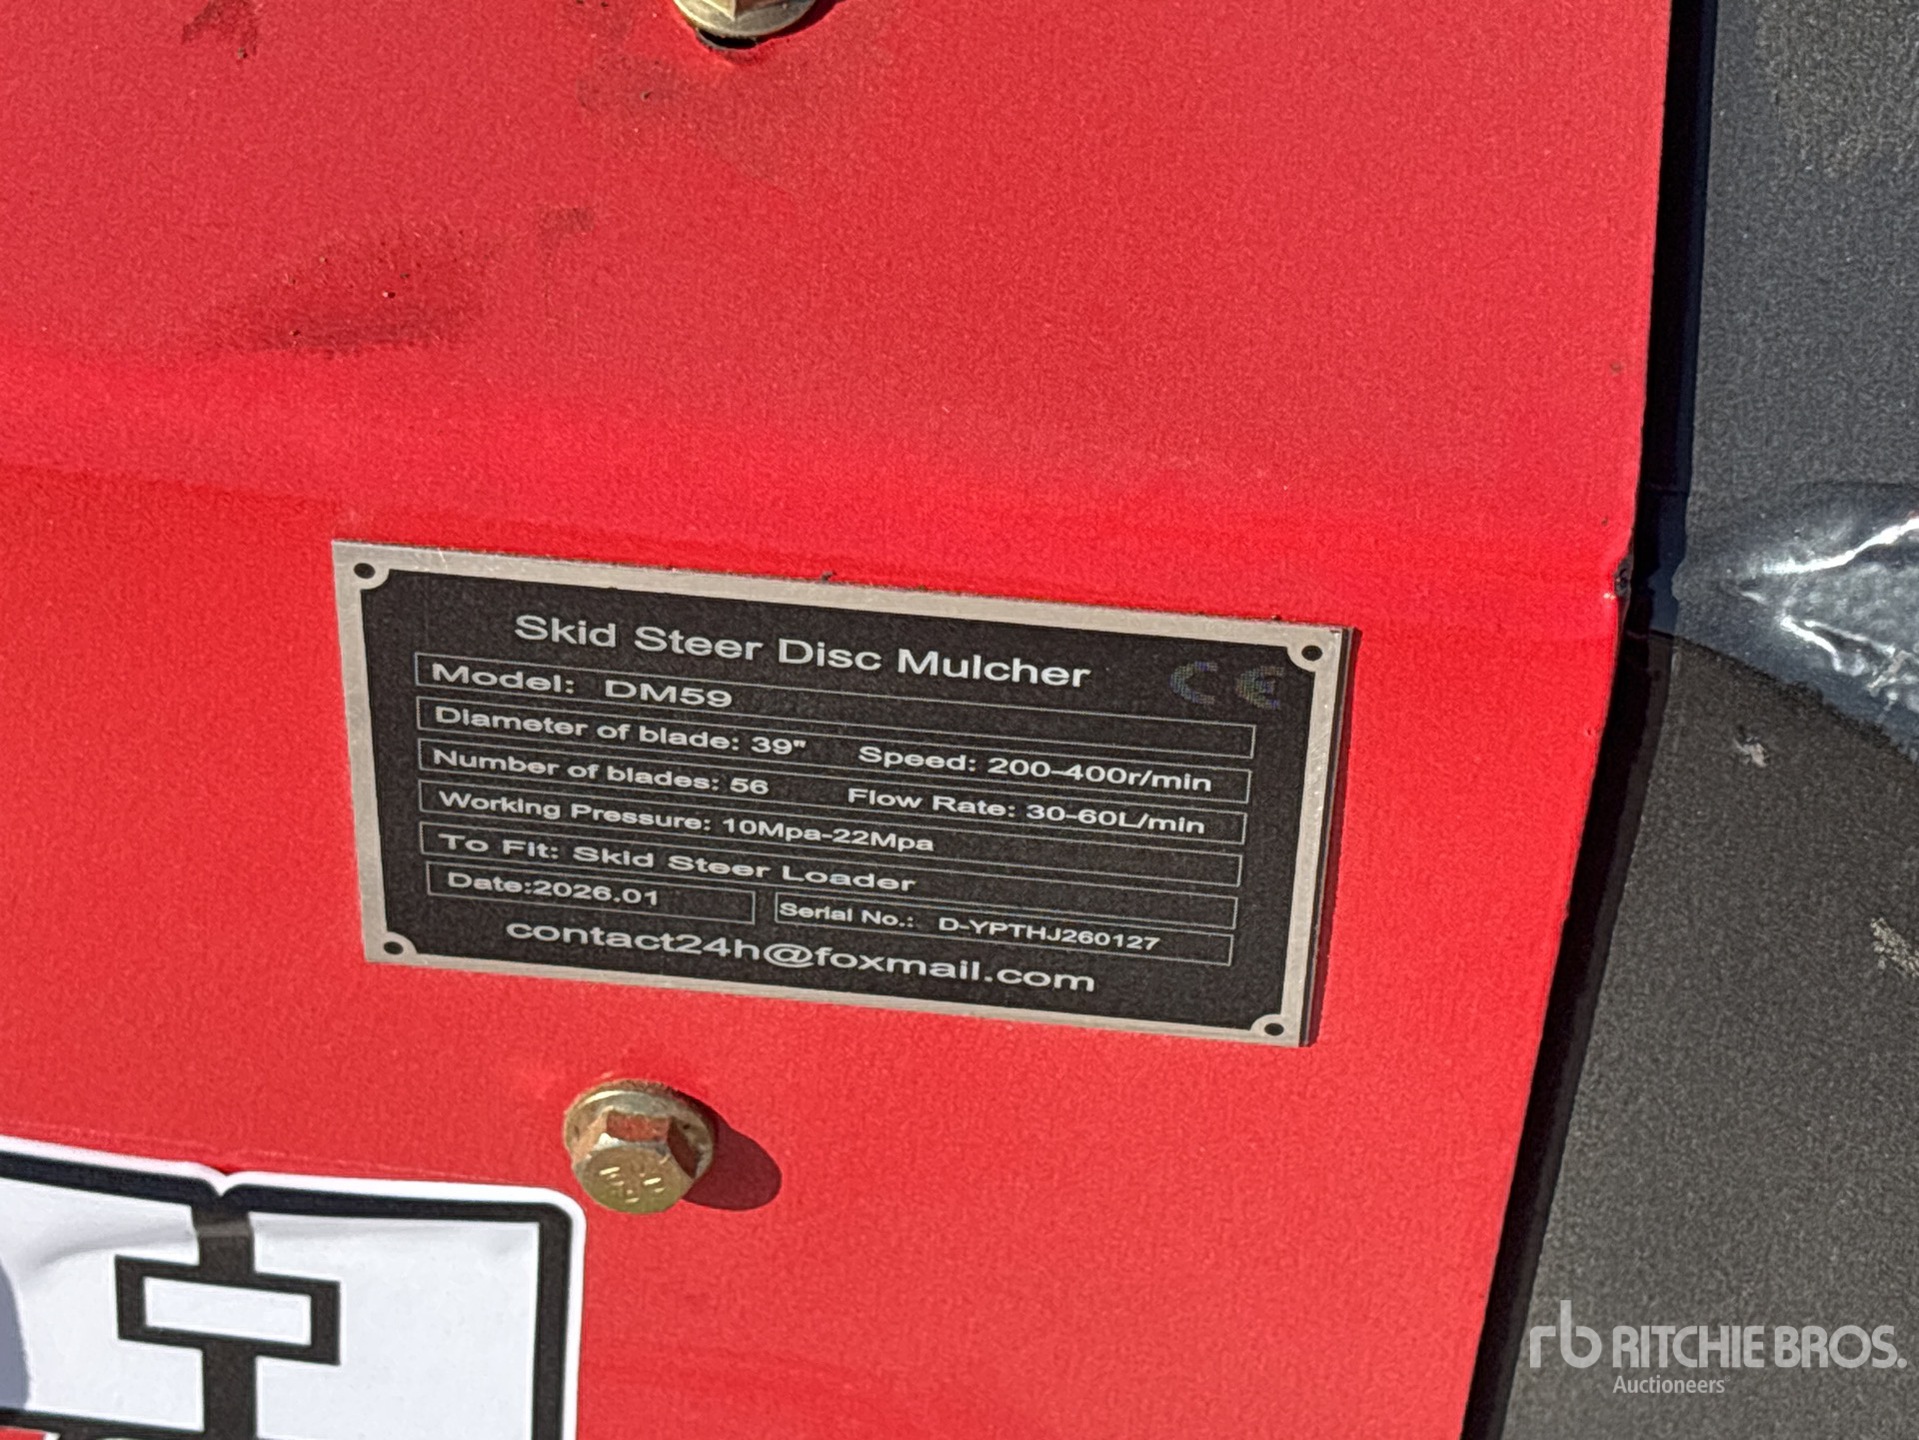 Skid Steer Disc Mulcher
CE
Model: DM59
Diameter of blade: 39" Speed: 200-400r/min
Number of blades: 56 Flow Rate: 30-60L/min
Working Pressure: 10Mpa-22Mpa
To Fit: Skid Steer Loader
Date:2026.01 Serial No.: D-YPTHJ260127
contact24h@foxmail.com
rb RITCHIE BROS.
Auctioneers